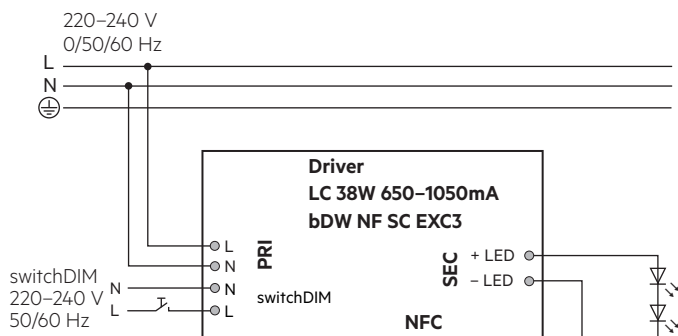 220–240 V
0/50/60 Hz
L
N
Driver
LC 38W 650–1050mA
bDW NF SC EXC3
L
N
PRI
SEC
+ LED
– LED
switchDIM
220–240 V
50/60 Hz
N
L
N
L
switchDIM
NFC